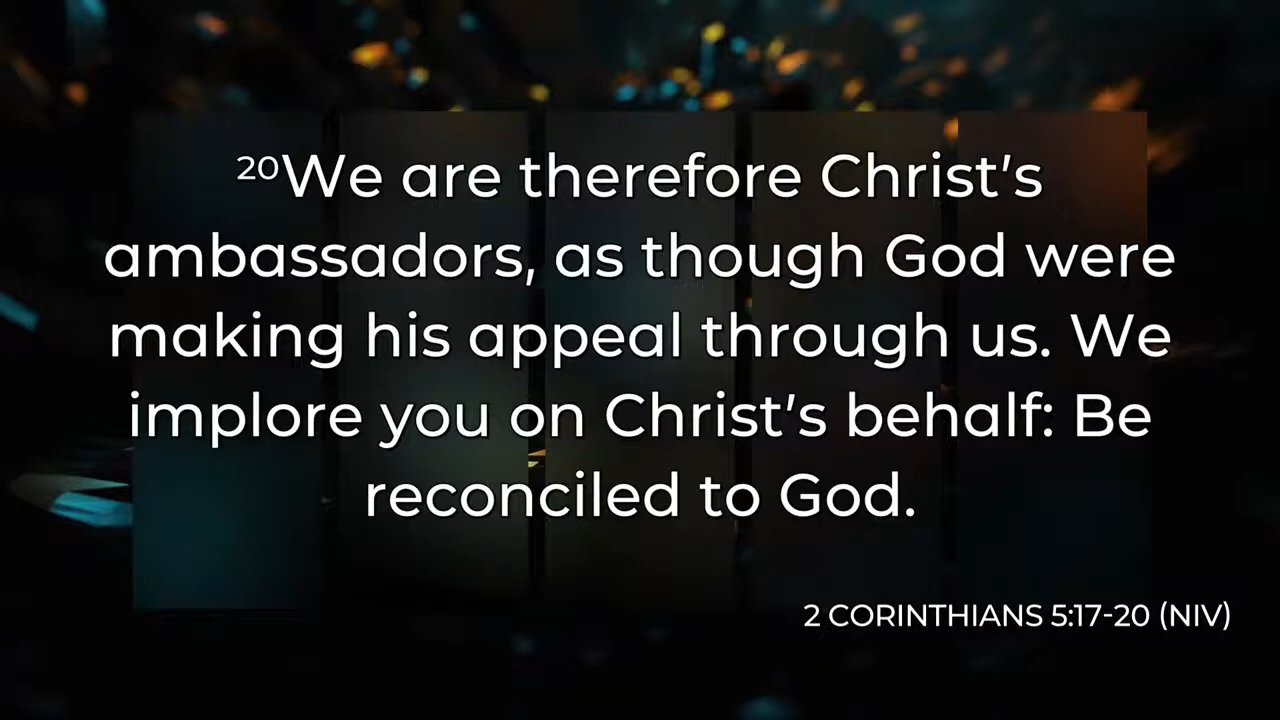 ²⁰We are therefore Christ's
ambassadors, as though God were
making his appeal through us. We
implore you on Christ's behalf: Be
reconciled to God.
2 CORINTHIANS 5:17-20 (NIV)